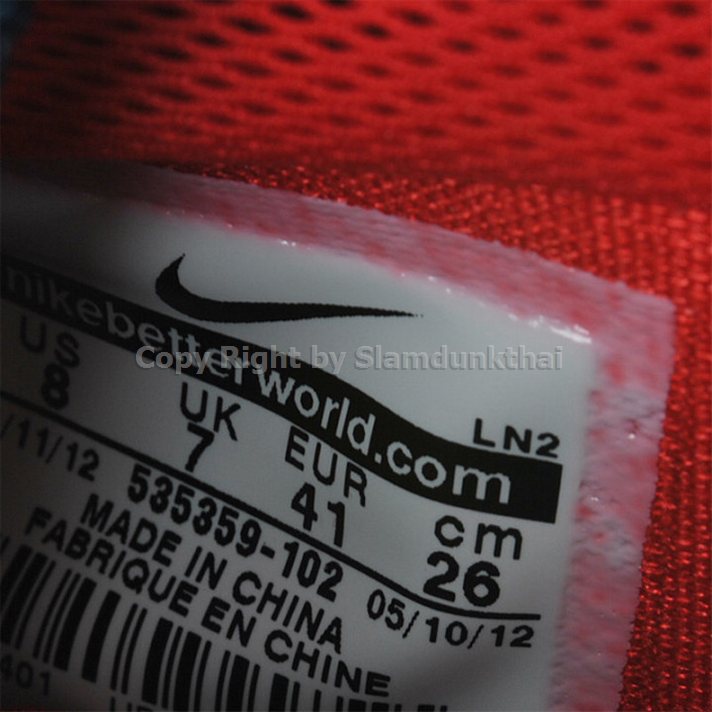 nikebetterworld.com
Copy Right by Slamdunkthai
LN2
US UK EUR cm
8 7 41 26
/11/12 535359-102 05/10/12
MADE IN CHINA
FABRIQUE EN CHINE
401